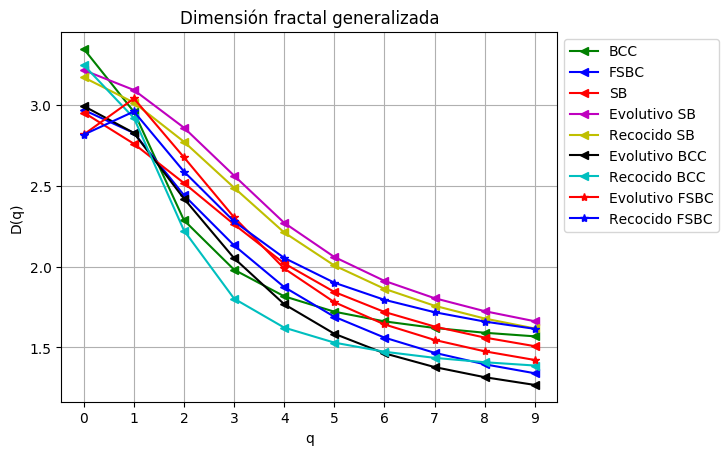 Dimensión fractal generalizada
D(q)
3.0
2.5
2.0
1.5
0 1 2 3 4 5 6 7 8 9
q
BCC
FSBC
SB
Evolutivo SB
Recocido SB
Evolutivo BCC
Recocido BCC
Evolutivo FSBC
Recocido FSBC